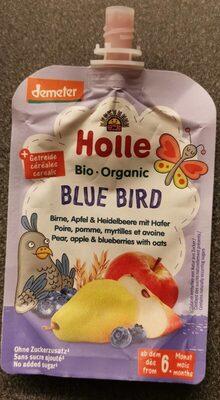 demeter
Holle
Bio · Organic
BLUE BIRD
Birne, Apfel & Heidelbeere mit Hafer
Poire, pomme, myrtilles et avoine
Pear, apple & blueberries with oats
+ Getreide
céréales
cereals
Ohne Zuckerzusatz¹
Sans sucre ajouté¹
No added sugar¹
ab dem
dès
from
6.
Monat
mois
months